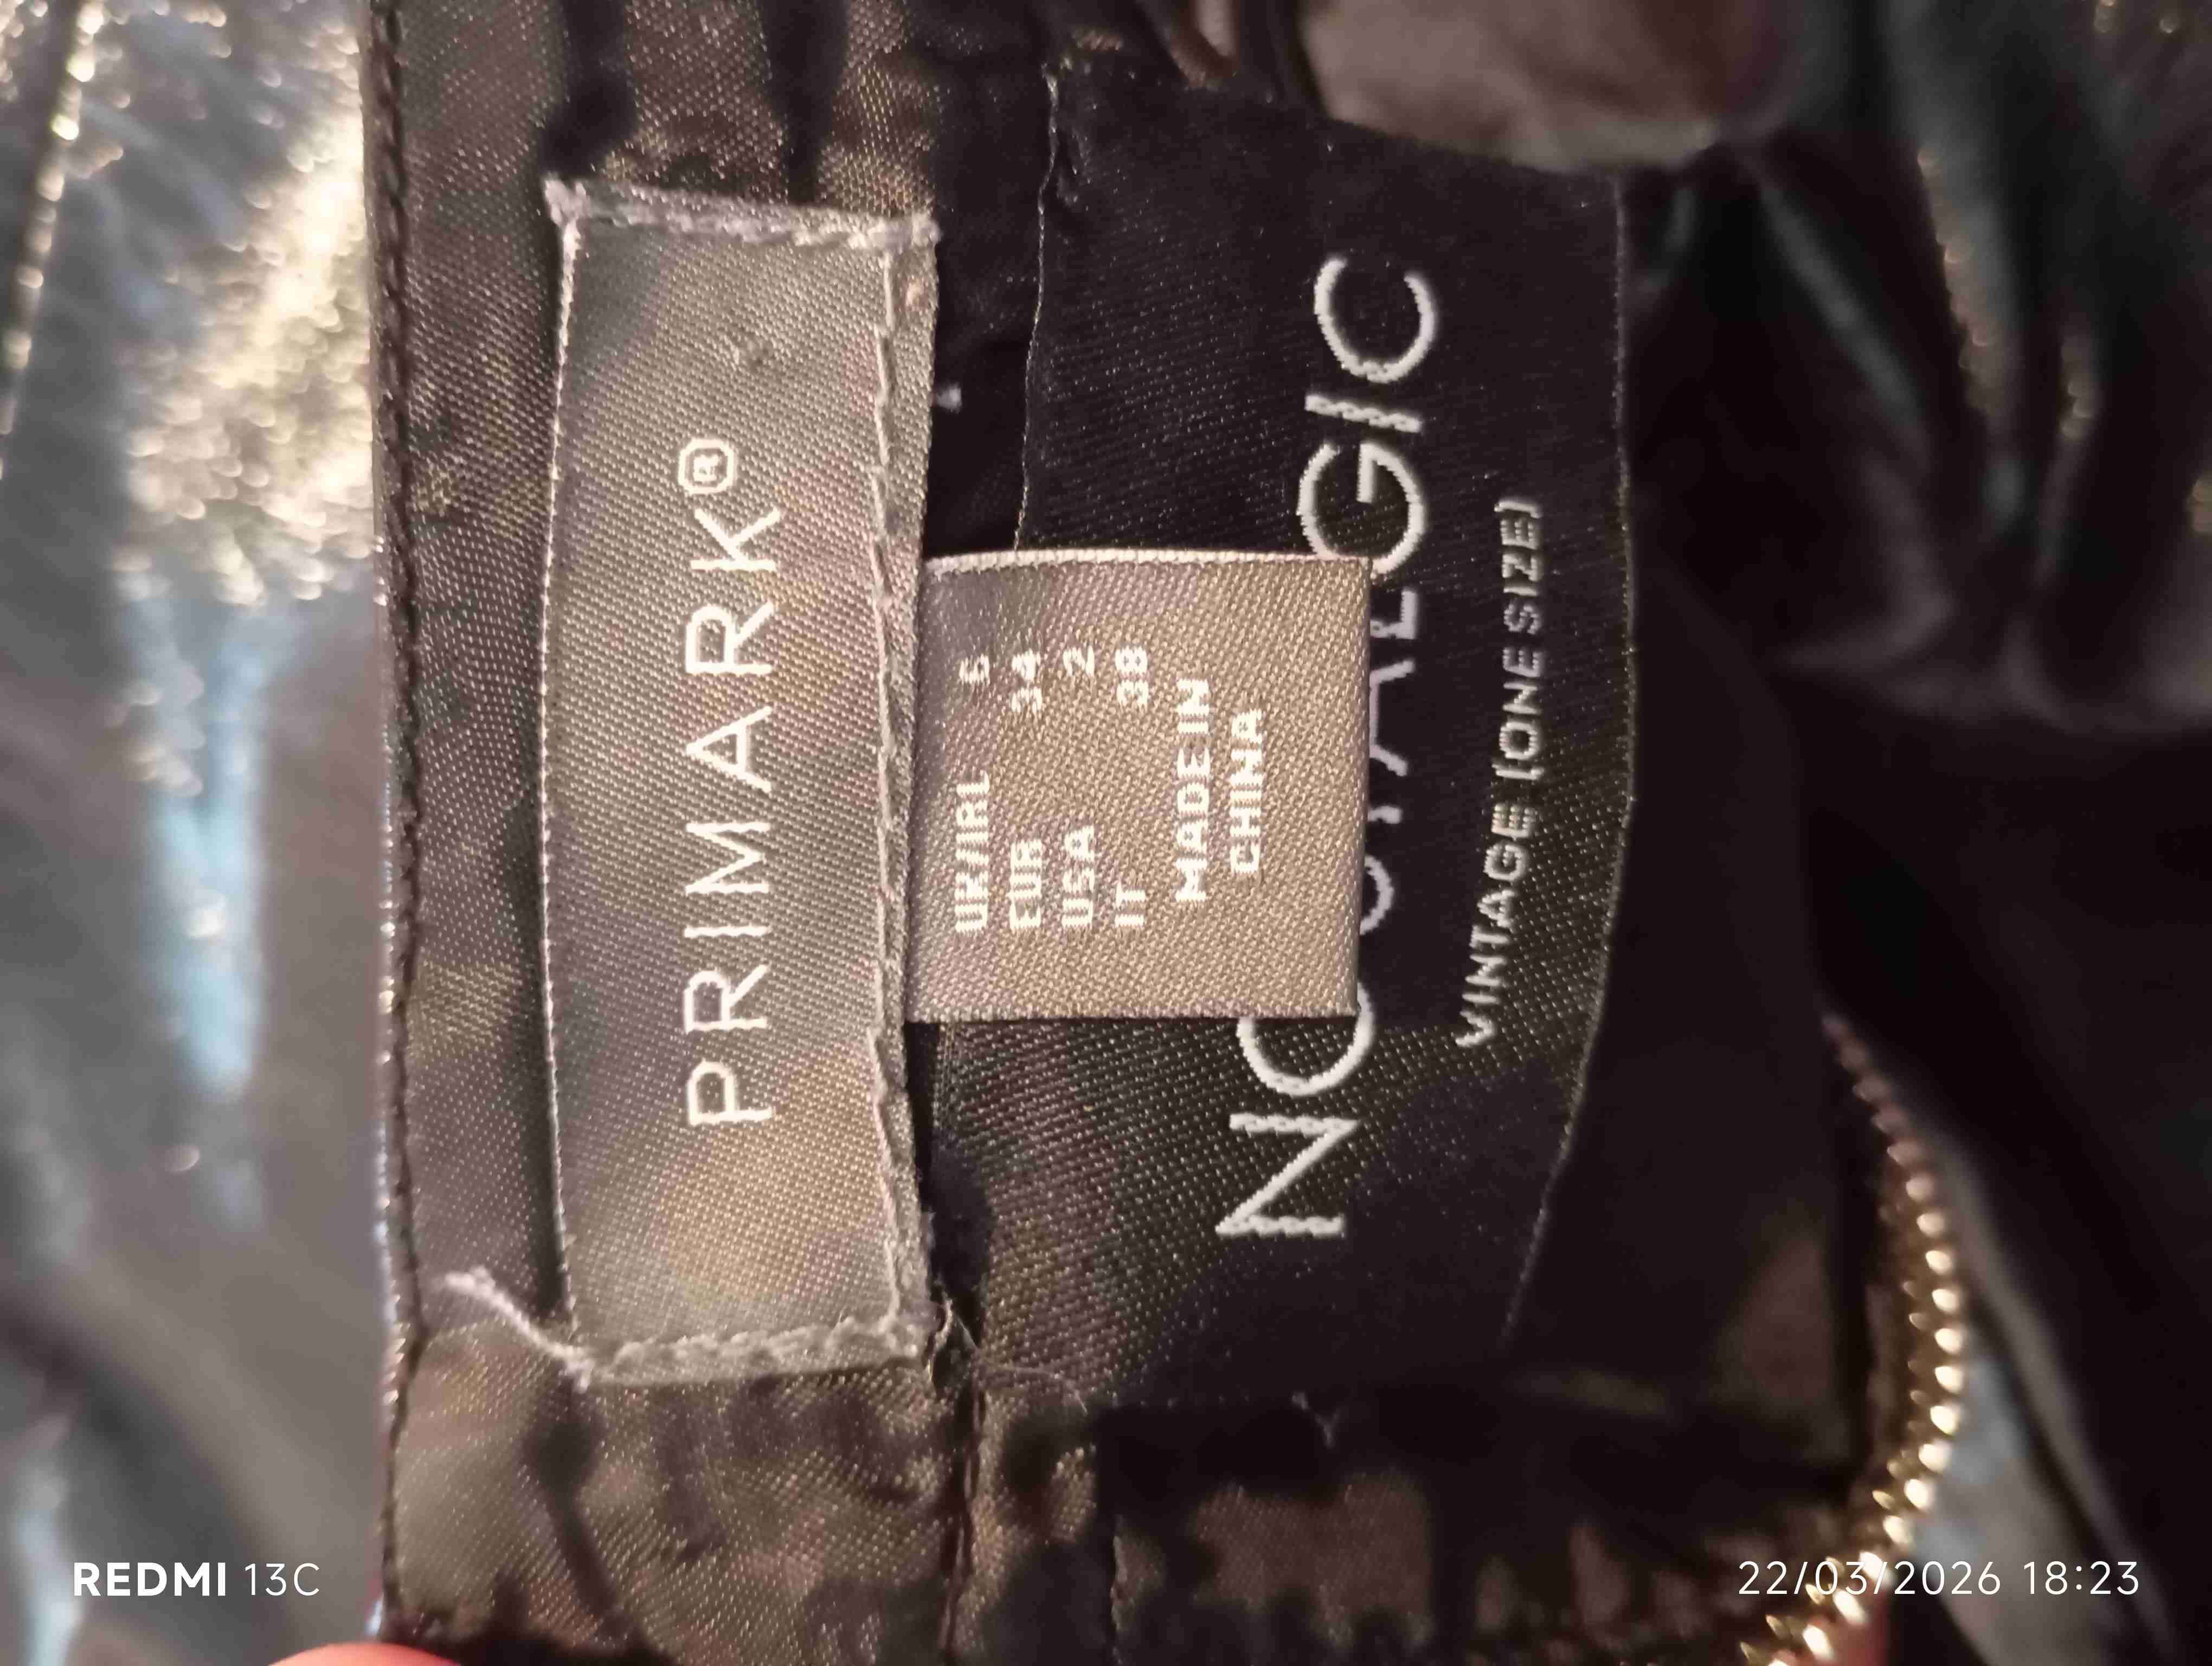 PRIMARK®
UK/IRL 6
EUR 34
USA 2
IT 38
MADE IN
CHINA
VINTAGE (ONE SIZE)
REDMI 13C
22/03/2026 18:23